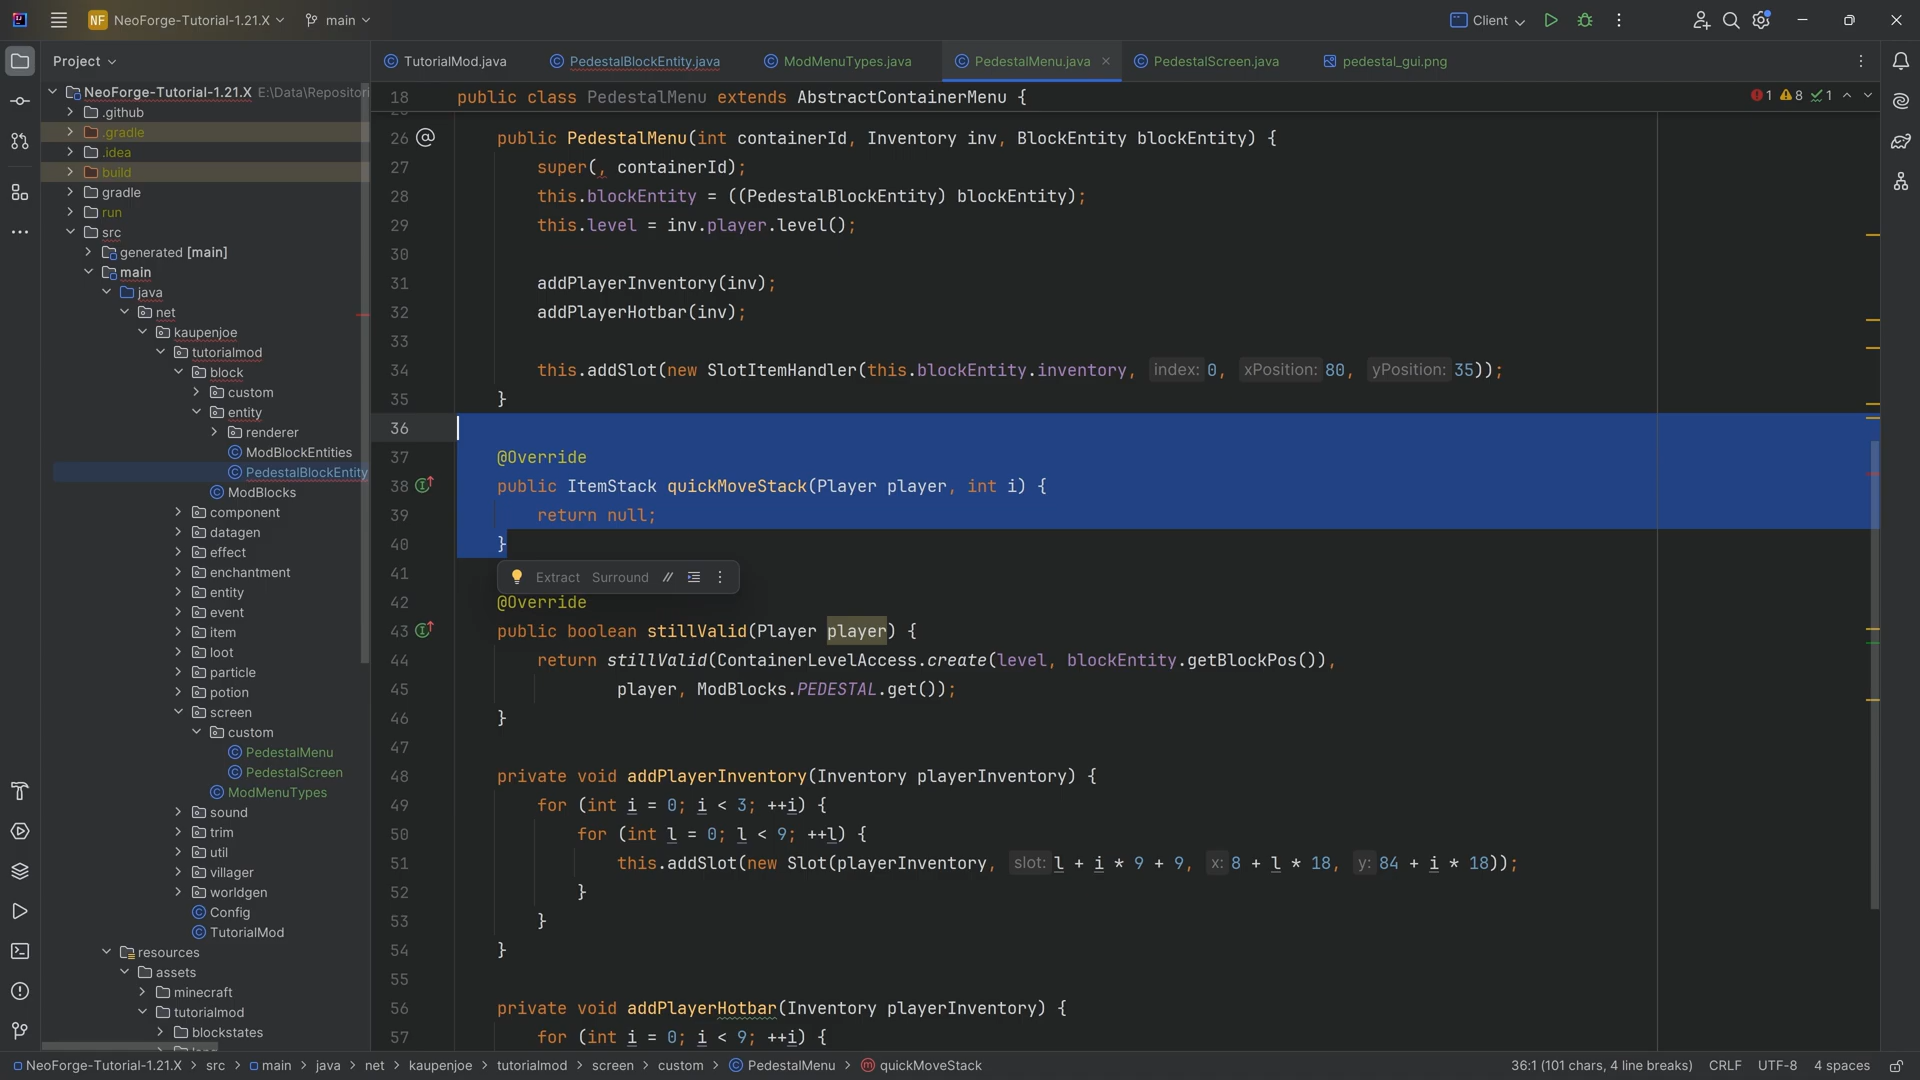 NF NeoForge-Tutorial-1.21.X main Client
Project
TutorialMod.java PedestalBlockEntity.java ModMenuTypes.java PedestalMenu.java PedestalScreen.java pedestal_gui.png
NeoForge-Tutorial-1.21.X E:\Data\Repositori
.github
.gradle
.idea
build
gradle
run
src
generated [main]
main
java
net
kaupenjoe
tutorialmod
block
custom
entity
renderer
ModBlockEntities
PedestalBlockEntity
ModBlocks
component
datagen
effect
enchantment
entity
event
item
loot
particle
potion
screen
custom
PedestalMenu
PedestalScreen
ModMenuTypes
sound
trim
util
villager
worldgen
Config
TutorialMod
resources
assets
minecraft
tutorialmod
blockstates
18 public class PedestalMenu extends AbstractContainerMenu { 1 8 1
26 public PedestalMenu(int containerId, Inventory inv, BlockEntity blockEntity) {
27 super(, containerId);
28 this.blockEntity = ((PedestalBlockEntity) blockEntity);
29 this.level = inv.player.level();
30
31 addPlayerInventory(inv);
32 addPlayerHotbar(inv);
33
34 this.addSlot(new SlotItemHandler(this.blockEntity.inventory, index: 0, xPosition: 80, yPosition: 35));
35 }
36
37 @Override
38 public ItemStack quickMoveStack(Player player, int i) {
39 return null;
40 }
41 Extract Surround //
42 @Override
43 public boolean stillValid(Player player) {
44 return stillValid(ContainerLevelAccess.create(level, blockEntity.getBlockPos()),
45 player, ModBlocks.PEDESTAL.get());
46 }
47
48 private void addPlayerInventory(Inventory playerInventory) {
49 for (int i = 0; i < 3; ++i) {
50 for (int l = 0; l < 9; ++l) {
51 this.addSlot(new Slot(playerInventory, slot: l + i * 9 + 9, x: 8 + l * 18, y: 84 + i * 18));
52 }
53 }
54 }
55
56 private void addPlayerHotbar(Inventory playerInventory) {
57 for (int i = 0; i < 9; ++i) {
NeoForge-Tutorial-1.21.X > src > main > java > net > kaupenjoe > tutorialmod > screen > custom > PedestalMenu > quickMoveStack 36:1 (101 chars, 4 line breaks) CRLF UTF-8 4 spaces